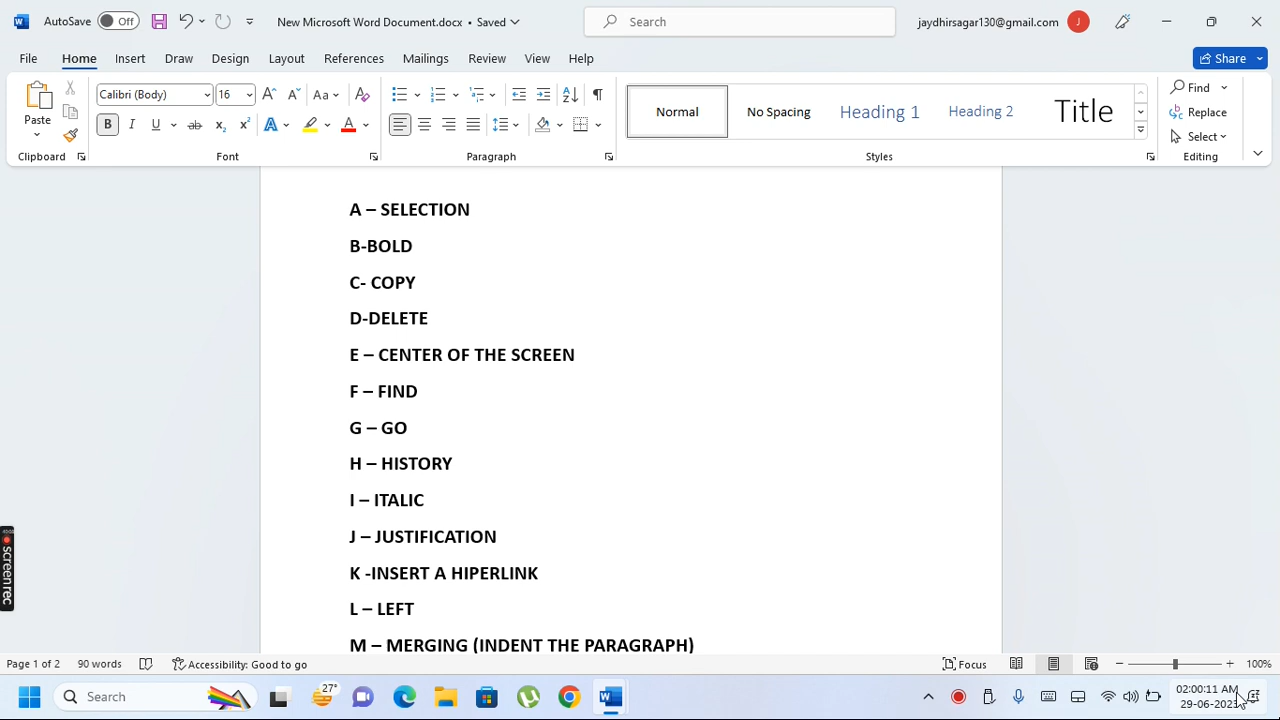 AutoSave Off New Microsoft Word Document.docx • Saved Search jaydhirsagar130@gmail.com J
File Home Insert Draw Design Layout References Mailings Review View Help Share
Calibri (Body) 16 Aa Normal No Spacing Heading 1 Heading 2 Title Find
Paste B I U ab x₂ x² A A Replace
Select
Clipboard Font Paragraph Styles Editing
A – SELECTION
B-BOLD
C- COPY
D-DELETE
E – CENTER OF THE SCREEN
F – FIND
G – GO
H – HISTORY
I – ITALIC
J – JUSTIFICATION
K -INSERT A HIPERLINK
L – LEFT
M – MERGING (INDENT THE PARAGRAPH)
screenrec
Page 1 of 2 90 words Accessibility: Good to go Focus 100%
Search 27° 02:00:11 AM
29-06-2023